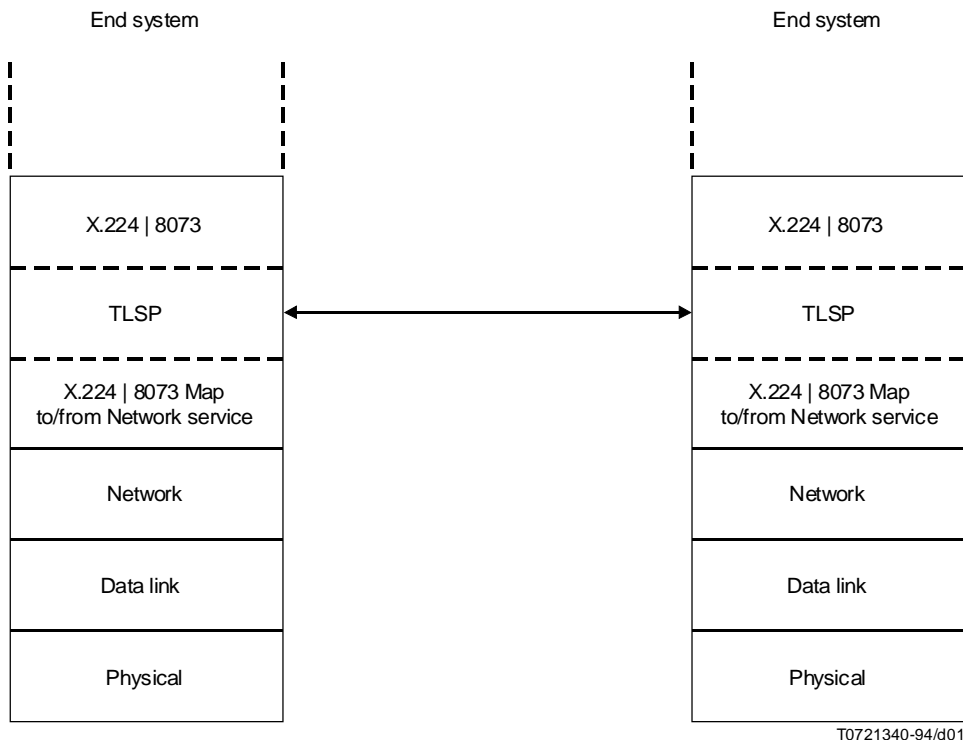 End system
End system
X.224 | 8073
X.224 | 8073
TLSP
TLSP
X.224 | 8073 Map
to/from Network service
X.224 | 8073 Map
to/from Network service
Network
Network
Data link
Data link
Physical
Physical
T0721340-94/d01